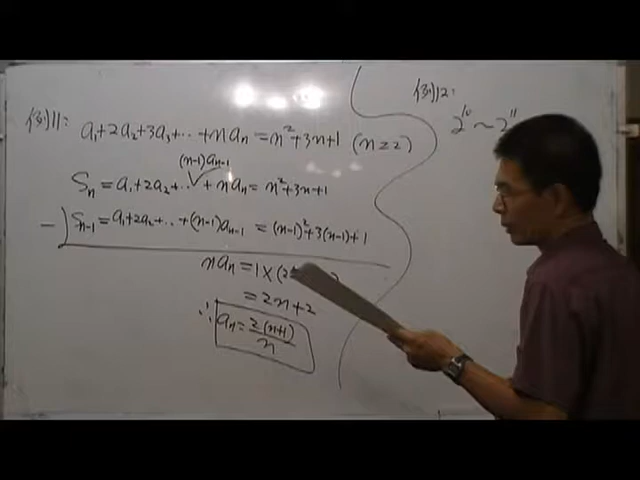 例11: a₁+2a₂+3a₃+⋯+naₙ=n²+3n+1 (n≥2)
(n-1)aₙ₋₁
Sₙ=a₁+2a₂+⋯+naₙ=n²+3n+1
-) Sₙ₋₁=a₁+2a₂+⋯+(n-1)aₙ₋₁=(n-1)²+3(n-1)+1
naₙ=1×(2
=2n+2
∴ aₙ=2(n+1)/n
例12:
2¹⁰~2¹¹